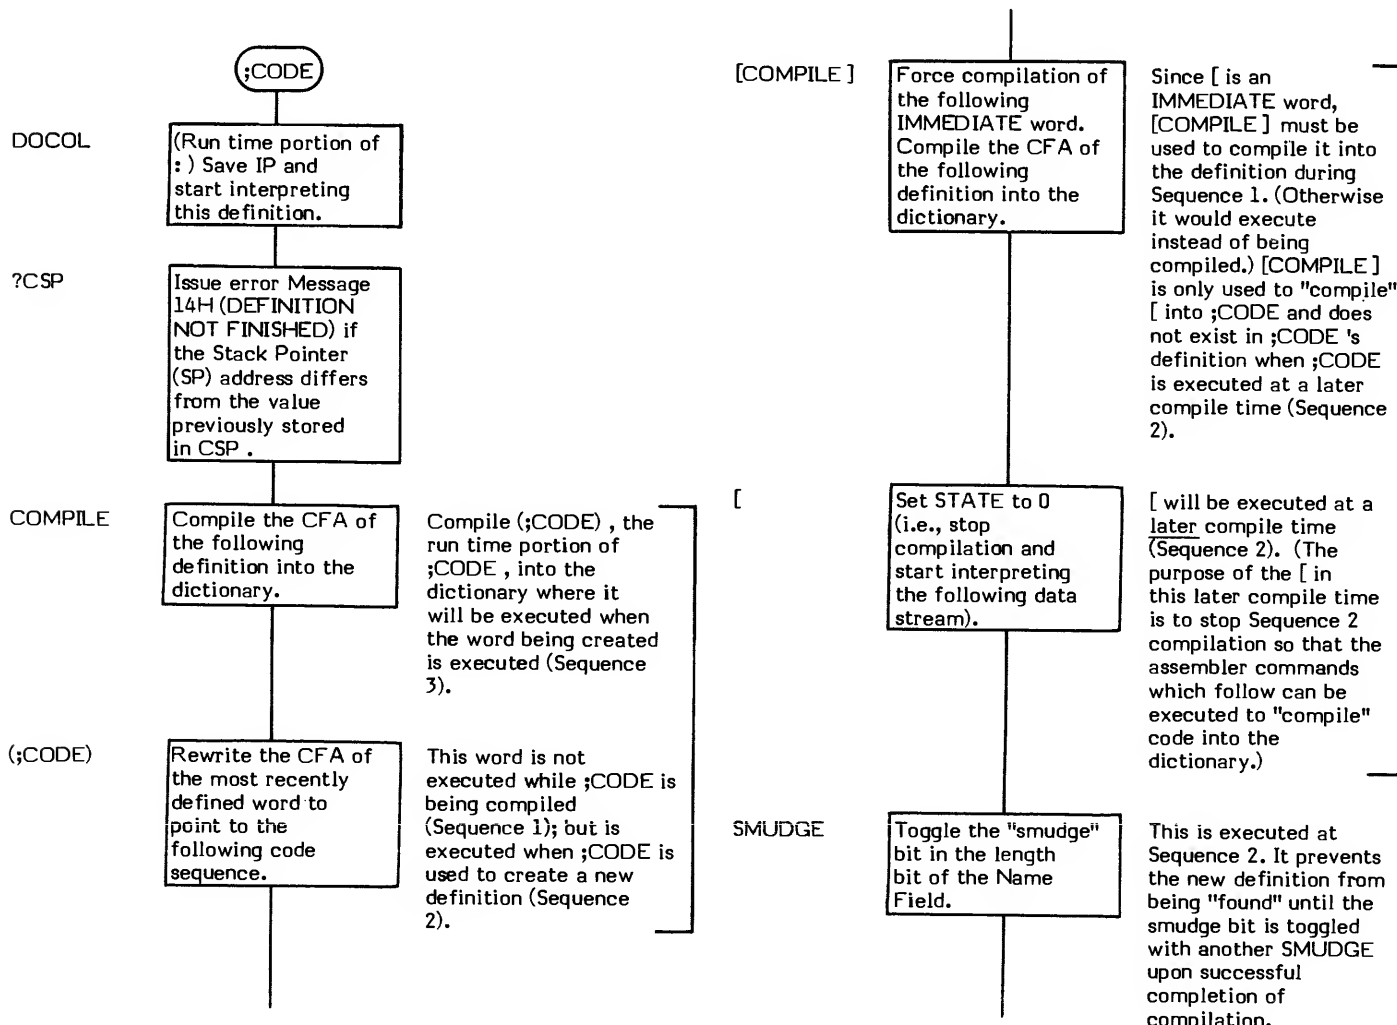 ;CODE
DOCOL
(Run time portion of
: ) Save IP and
start interpreting
this definition.
?CSP
Issue error Message
14H (DEFINITION
NOT FINISHED) if
the Stack Pointer
(SP) address differs
from the value
previously stored
in CSP .
COMPILE
Compile the CFA of
the following
definition into the
dictionary.
Compile (;CODE) , the
run time portion of
;CODE , into the
dictionary where it
will be executed when
the word being created
is executed (Sequence
3).
(;CODE)
Rewrite the CFA of
the most recently
defined word to
point to the
following code
sequence.
This word is not
executed while ;CODE is
being compiled
(Sequence 1); but is
executed when ;CODE is
used to create a new
definition (Sequence
2).
[COMPILE ]
Force compilation of
the following
IMMEDIATE word.
Compile the CFA of
the following
definition into the
dictionary.
Since [ is an
IMMEDIATE word,
[COMPILE ] must be
used to compile it into
the definition during
Sequence 1. (Otherwise
it would execute
instead of being
compiled.) [COMPILE ]
is only used to "compile"
[ into ;CODE and does
not exist in ;CODE 's
definition when ;CODE
is executed at a later
compile time (Sequence
2).
[
Set STATE to 0
(i.e., stop
compilation and
start interpreting
the following data
stream).
[ will be executed at a
later compile time
(Sequence 2). (The
purpose of the [ in
this later compile time
is to stop Sequence 2
compilation so that the
assembler commands
which follow can be
executed to "compile"
code into the
dictionary.)
SMUDGE
Toggle the "smudge"
bit in the length
bit of the Name
Field.
This is executed at
Sequence 2. It prevents
the new definition from
being "found" until the
smudge bit is toggled
with another SMUDGE
upon successful
completion of
compilation.